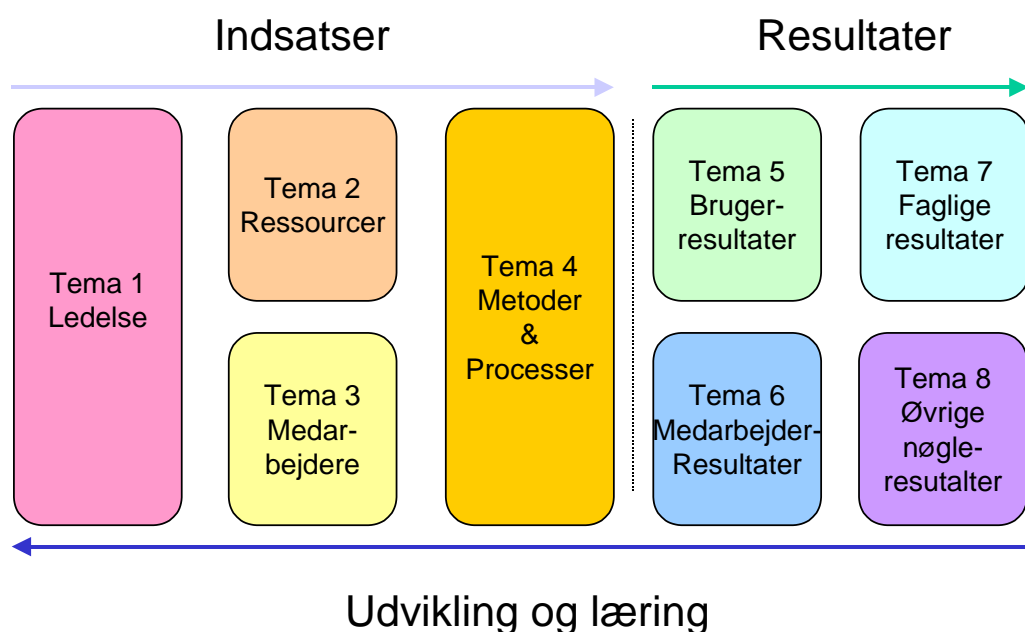 Indsatser
Resultater
Tema 1
Ledelse
Tema 2
Ressourcer
Tema 3
Medar-
bejdere
Tema 4
Metoder
&
Processer
Tema 5
Bruger-
resultater
Tema 6
Medarbejder-
Resultater
Tema 7
Faglige
resultater
Tema 8
Øvrige
nøgle-
resutalter
Udvikling og læring